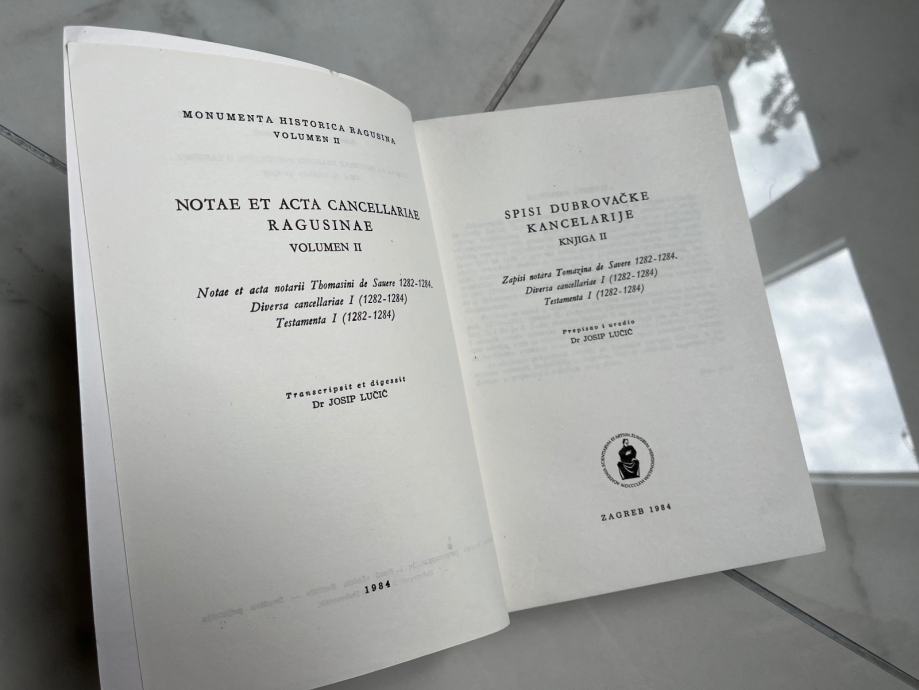 MONUMENTA HISTORICA RAGUSINA
VOLUMEN II
NOTAE ET ACTA CANCELLARIAE
RAGUSINAE
VOLUMEN II
Notae et acta notarii Thomasini de Sauere 1282-1284.
Diversa cancellariae I (1282-1284)
Testamenta I (1282-1284)
Transcripsit et digessit
Dr JOSIP LUČIĆ
1984
SPISI DUBROVAČKE
KANCELARIJE
KNJIGA II
Zapisi notara Tomazina de Savere 1282-1284.
Diversa cancellariae I (1282-1284)
Testamenta I (1282-1284)
Prepisao i uredio
Dr JOSIP LUČIĆ
ZAGREB 1984